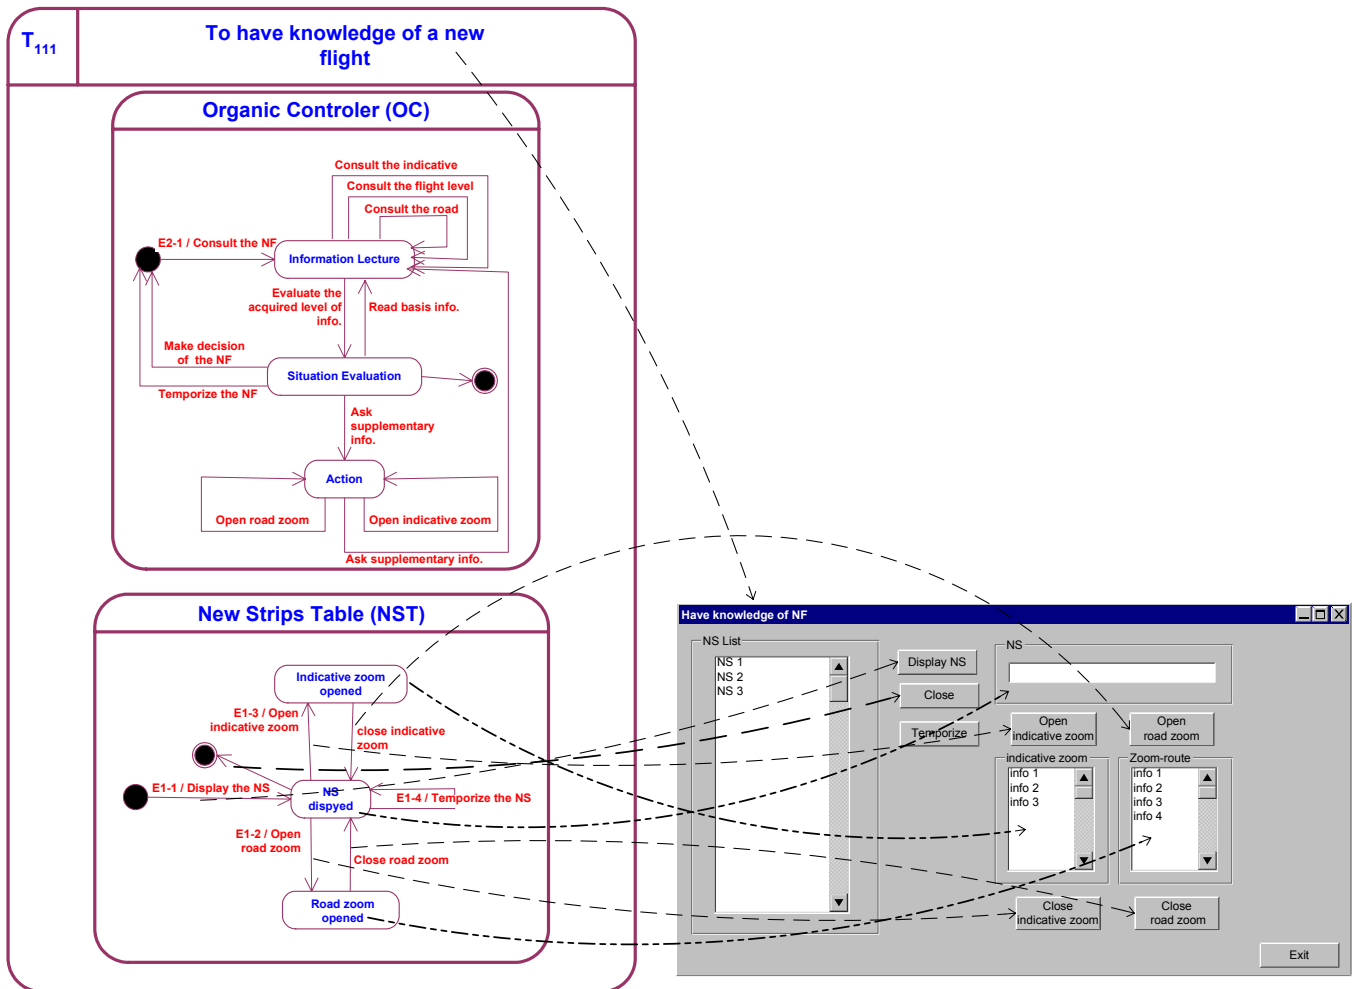 T111
To have knowledge of a new
flight
Organic Controler (OC)
Consult the indicative
Consult the flight level
Consult the road
E2-1 / Consult the NF
Information Lecture
Evaluate the
acquired level of
info.
Read basis info.
Make decision
of the NF
Situation Evaluation
Temporize the NF
Ask
supplementary
info.
Action
Open road zoom
Open indicative zoom
Ask supplementary info.
New Strips Table (NST)
Indicative zoom
opened
E1-3 / Open
indicative zoom
close indicative
zoom
E1-1 / Display the NS
NS
dispyed
E1-4 / Temporize the NS
E1-2 / Open
road zoom
Close road zoom
Road zoom
opened
Have knowledge of NF
NS List
NS 1
NS 2
NS 3
Display NS
Close
Temporize
NS
Open
indicative zoom
Open
road zoom
indicative zoom
info 1
info 2
info 3
Zoom-route
info 1
info 2
info 3
info 4
Close
indicative zoom
Close
road zoom
Exit